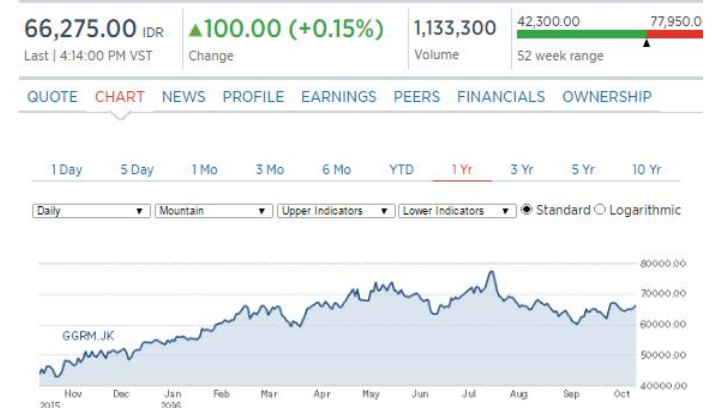 66,275.00 IDR ▲100.00 (+0.15%) 1,133,300 42,300.00 77,950.0
Last | 4:14:00 PM VST Change Volume 52 week range
QUOTE CHART NEWS PROFILE EARNINGS PEERS FINANCIALS OWNERSHIP
1 Day 5 Day 1 Mo 3 Mo 6 Mo YTD 1 Yr 3 Yr 5 Yr 10 Yr
Daily Mountain Upper Indicators Lower Indicators Standard Logarithmic
80000.00
70000.00
60000.00
GGRM.JK
50000.00
40000.00
Nov Dec Jan Feb Mar Apr May Jun Jul Aug Sep Oct
2015 2016